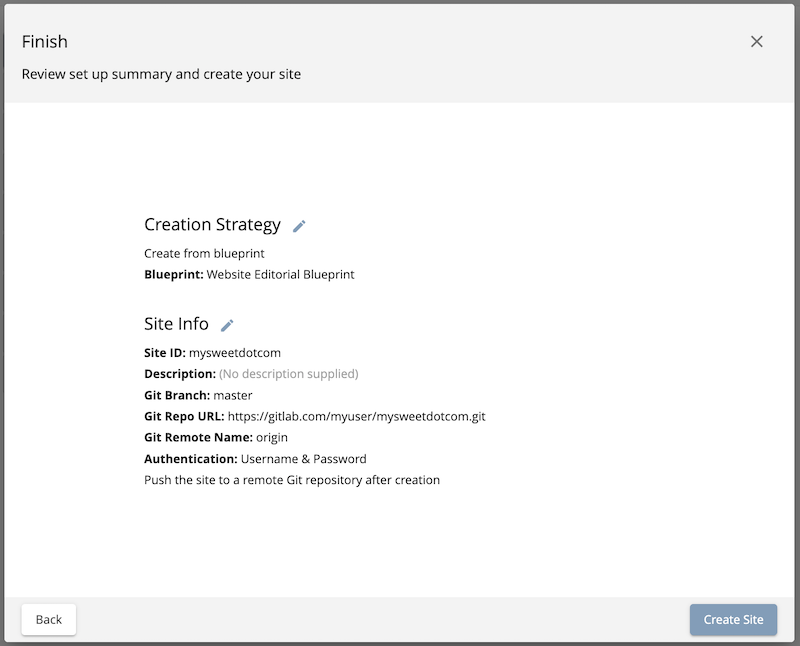 Finish
Review set up summary and create your site
Creation Strategy
Create from blueprint
Blueprint: Website Editorial Blueprint
Site Info
Site ID: mysweetdotcom
Description: (No description supplied)
Git Branch: master
Git Repo URL: https://gitlab.com/myuser/mysweetdotcom.git
Git Remote Name: origin
Authentication: Username & Password
Push the site to a remote Git repository after creation
Back
Create Site